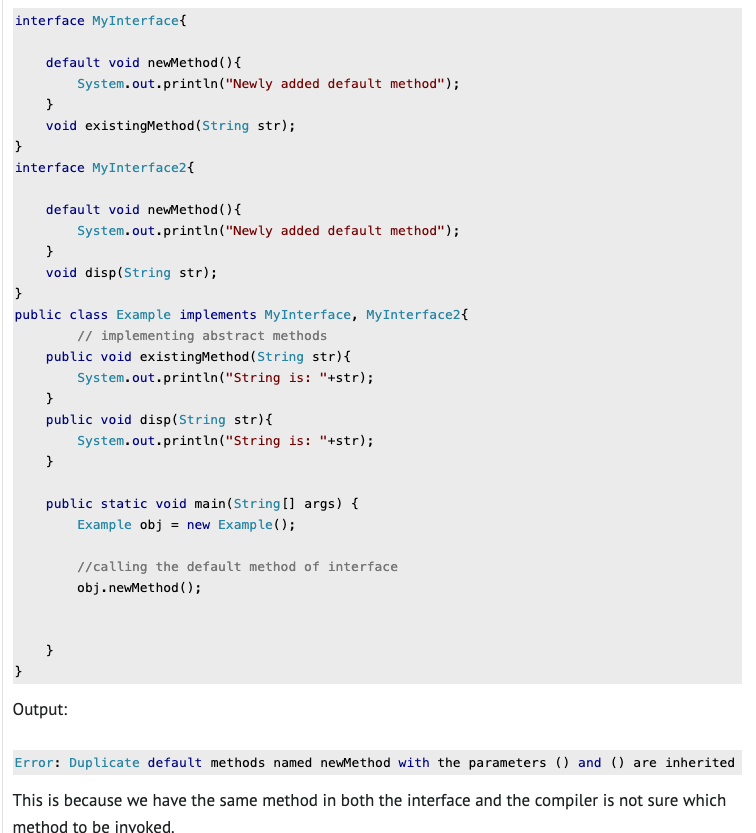 interface MyInterface{
default void newMethod(){
System.out.println("Newly added default method");
}
void existingMethod(String str);
}
interface MyInterface2{
default void newMethod(){
System.out.println("Newly added default method");
}
void disp(String str);
}
public class Example implements MyInterface, MyInterface2{
// implementing abstract methods
public void existingMethod(String str){
System.out.println("String is: "+str);
}
public void disp(String str){
System.out.println("String is: "+str);
}
public static void main(String[] args) {
Example obj = new Example();
//calling the default method of interface
obj.newMethod();
}
}
Output:
Error: Duplicate default methods named newMethod with the parameters () and () are inherited
This is because we have the same method in both the interface and the compiler is not sure which
method to be invoked.